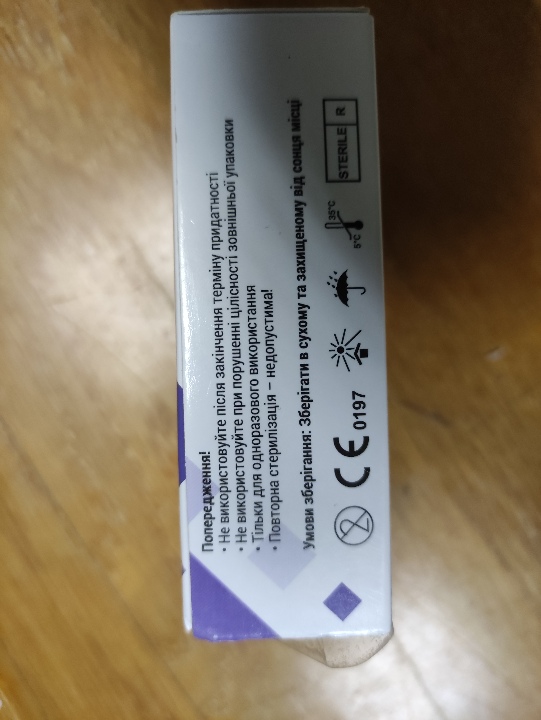 Попередження!
• Не використовуйте після закінчення терміну придатності
• Не використовуйте при порушенні цілісності зовнішньої упаковки
• Тільки для одноразового використання
• Повторна стерилізація – недопустима!
Умови зберігання: Зберігати в сухому та захищеному від сонця місці
2 CE 0197 5°C 35°C STERILE R